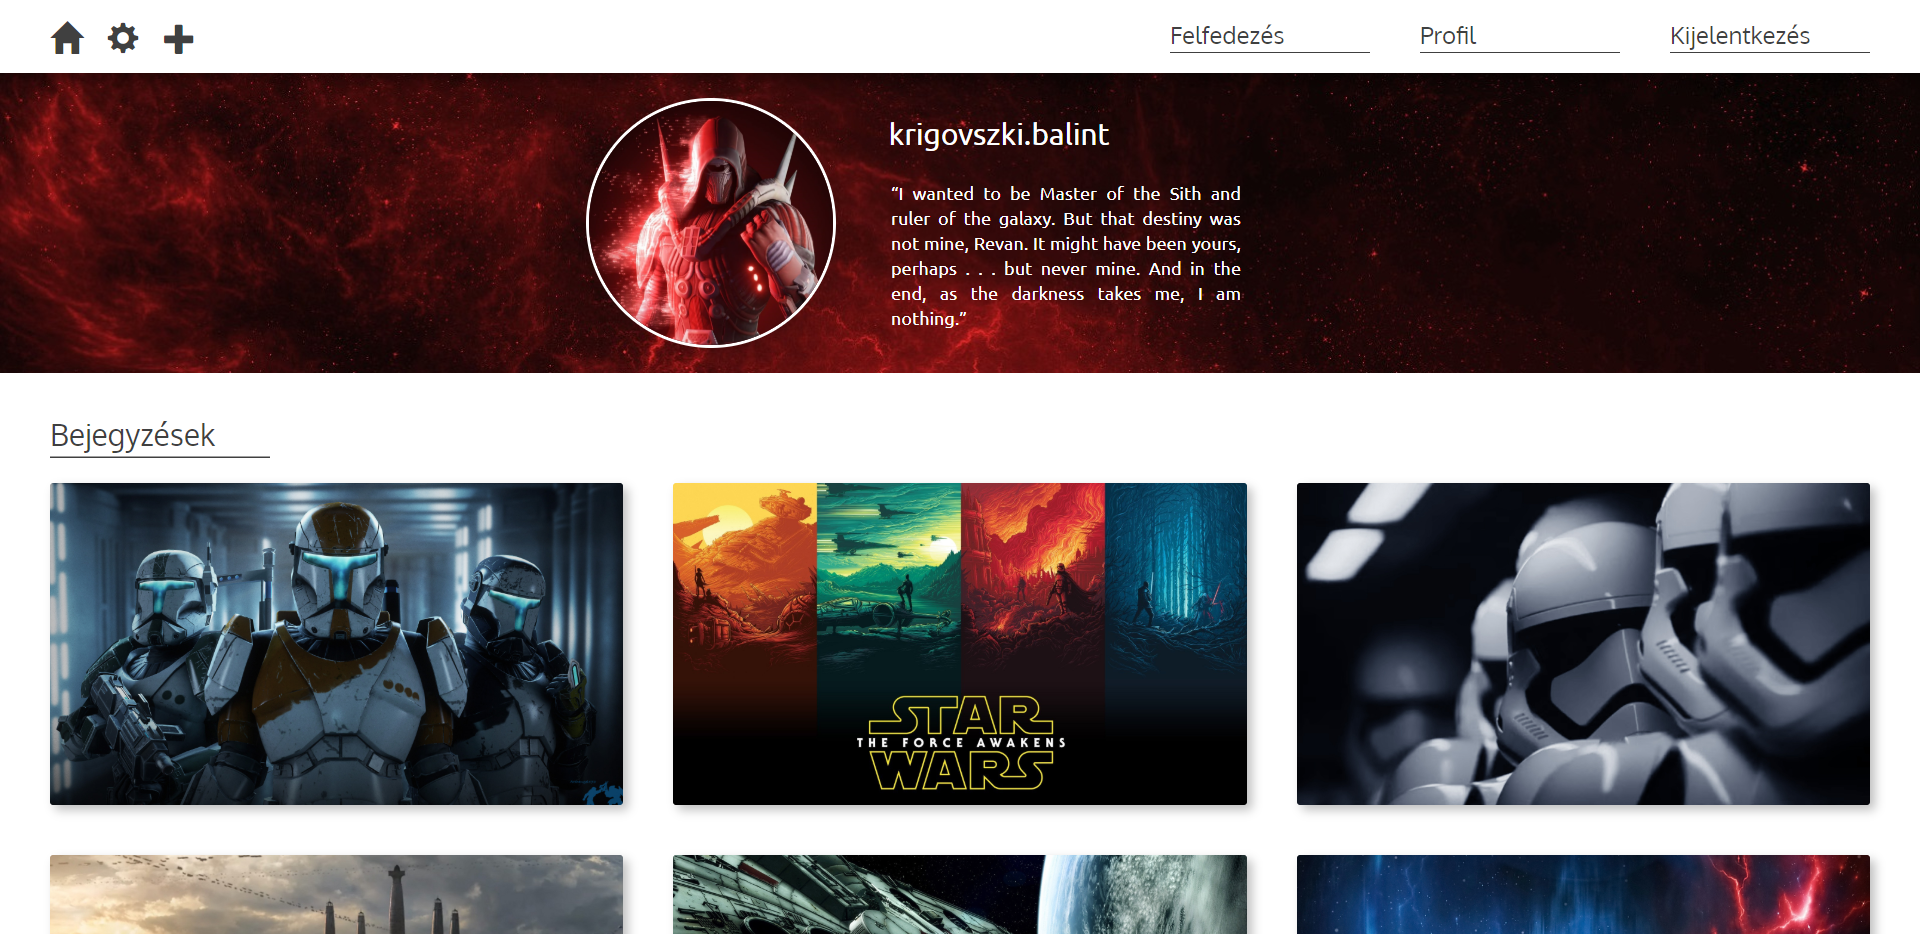 Felfedezés Profil Kijelentkezés
krigovszki.balint
“I wanted to be Master of the Sith and
ruler of the galaxy. But that destiny was
not mine, Revan. It might have been yours,
perhaps . . . but never mine. And in the
end, as the darkness takes me, I am
nothing.”
Bejegyzések
STAR
THE FORCE AWAKENS
WARS